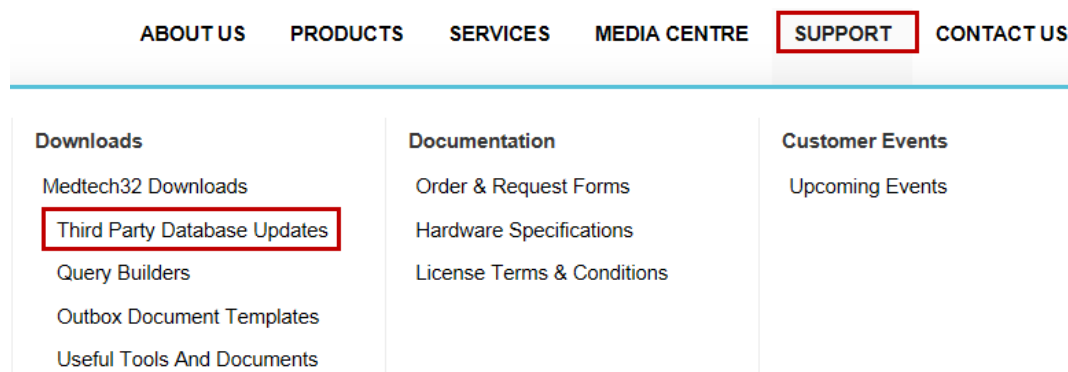 ABOUT US PRODUCTS SERVICES MEDIA CENTRE SUPPORT CONTACT US
Downloads
Medtech32 Downloads
Third Party Database Updates
Query Builders
Outbox Document Templates
Useful Tools And Documents
Documentation
Order & Request Forms
Hardware Specifications
License Terms & Conditions
Customer Events
Upcoming Events